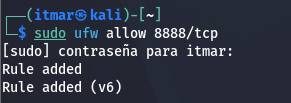 ┌──(itmar㉿kali)-[~]
└─$ sudo ufw allow 8888/tcp
[sudo] contraseña para itmar:
Rule added
Rule added (v6)